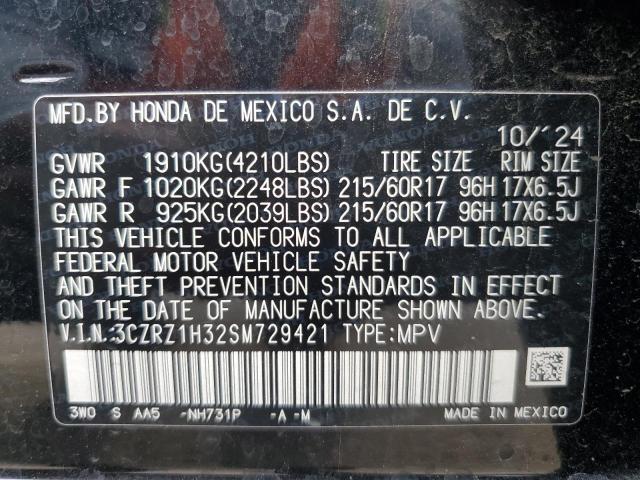 MFD.BY HONDA DE MEXICO S.A. DE C.V.
10/24
GVWR 1910KG(4210LBS) TIRE SIZE RIM SIZE
GAWR F 1020KG(2248LBS) 215/60R17 96H 17X6.5J
GAWR R 925KG(2039LBS) 215/60R17 96H 17X6.5J
THIS VEHICLE CONFORMS TO ALL APPLICABLE
FEDERAL MOTOR VEHICLE SAFETY
AND THEFT PREVENTION STANDARDS IN EFFECT
ON THE DATE OF MANUFACTURE SHOWN ABOVE.
V.I.N.:3CZRZ1H32SM729421 TYPE:MPV
3W0 S AA5 -NH731P -A -M MADE IN MEXICO